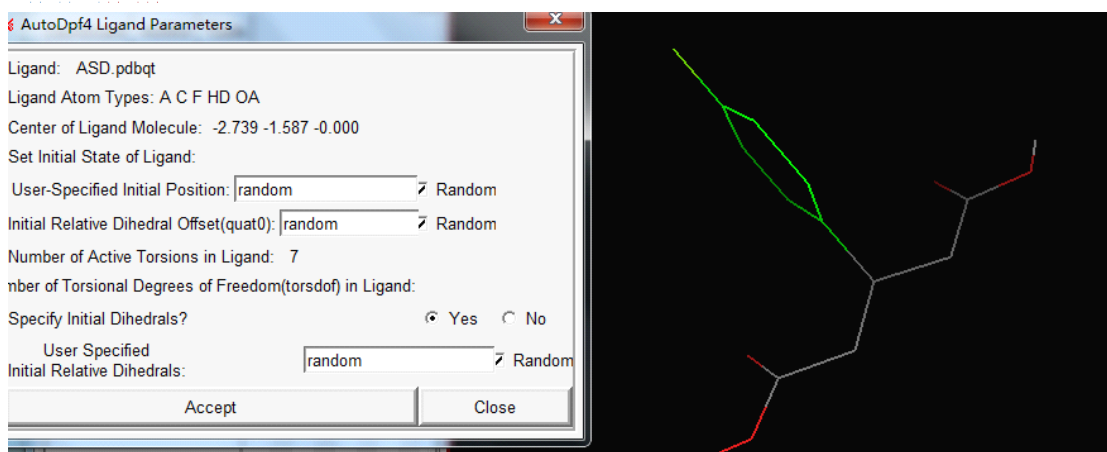 AutoDpf4 Ligand Parameters
Ligand: ASD.pdbqt
Ligand Atom Types: A C F HD OA
Center of Ligand Molecule: -2.739 -1.587 -0.000
Set Initial State of Ligand:
User-Specified Initial Position: random Random
Initial Relative Dihedral Offset(quat0): random Random
Number of Active Torsions in Ligand: 7
nber of Torsional Degrees of Freedom(torsdof) in Ligand:
Specify Initial Dihedrals? Yes No
User Specified
Initial Relative Dihedrals: random Random
Accept Close